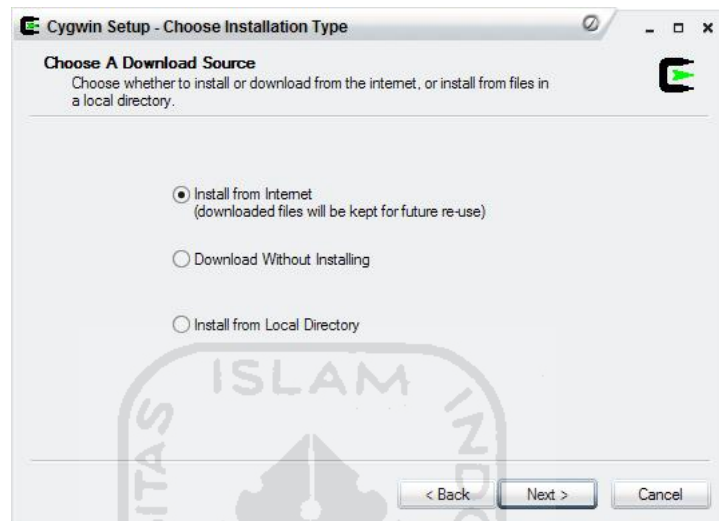 Cygwin Setup - Choose Installation Type
Choose A Download Source
Choose whether to install or download from the internet, or install from files in
a local directory.
Install from Internet
(downloaded files will be kept for future re-use)
Download Without Installing
Install from Local Directory
ISLAM
ITAS
INDO
< Back
Next >
Cancel